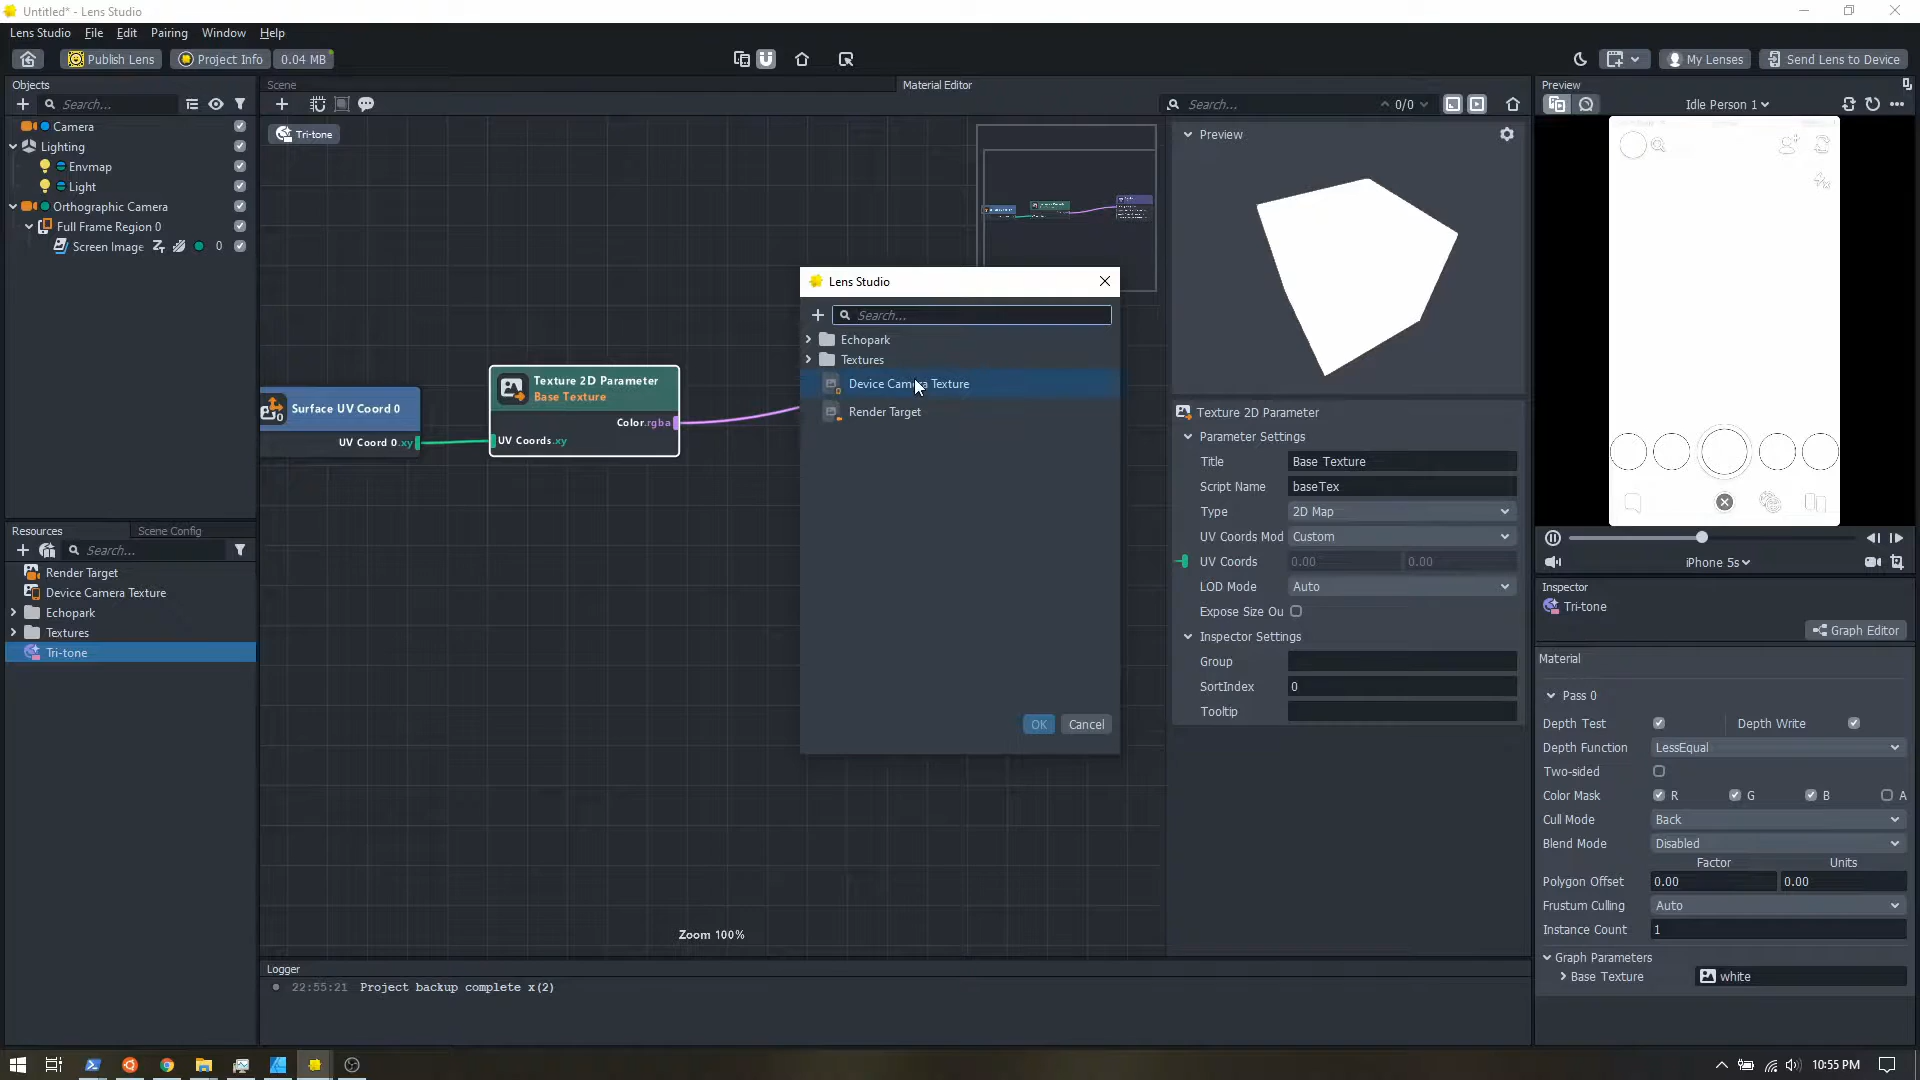 Untitled* - Lens Studio
Lens Studio File Edit Pairing Window Help
Publish Lens Project Info 0.04 MB
My Lenses Send Lens to Device
Objects
Search...
Camera
Lighting
Envmap
Light
Orthographic Camera
Full Frame Region 0
Screen Image 0
Resources Scene Config
Search...
Render Target
Device Camera Texture
Echopark
Textures
Tri-tone
Scene Material Editor
Search... 0/0
Tri-tone
Surface UV Coord 0
UV Coord 0.xy
Texture 2D Parameter
Base Texture
Color.rgba
UV Coords.xy
Zoom 100%
Lens Studio
Search...
Echopark
Textures
Device Camera Texture
Render Target
OK Cancel
Preview
Texture 2D Parameter
Parameter Settings
Title Base Texture
Script Name baseTex
Type 2D Map
UV Coords Mod Custom
UV Coords 0.00 0.00
LOD Mode Auto
Expose Size Ou
Inspector Settings
Group
SortIndex 0
Tooltip
Logger
22:55:21 Project backup complete x(2)
Preview
Idle Person 1
iPhone 5s
Inspector
Tri-tone
Graph Editor
Material
Pass 0
Depth Test Depth Write
Depth Function LessEqual
Two-sided
Color Mask R G B A
Cull Mode Back
Blend Mode Disabled
Factor Units
Polygon Offset 0.00 0.00
Frustum Culling Auto
Instance Count 1
Graph Parameters
Base Texture white
10:55 PM